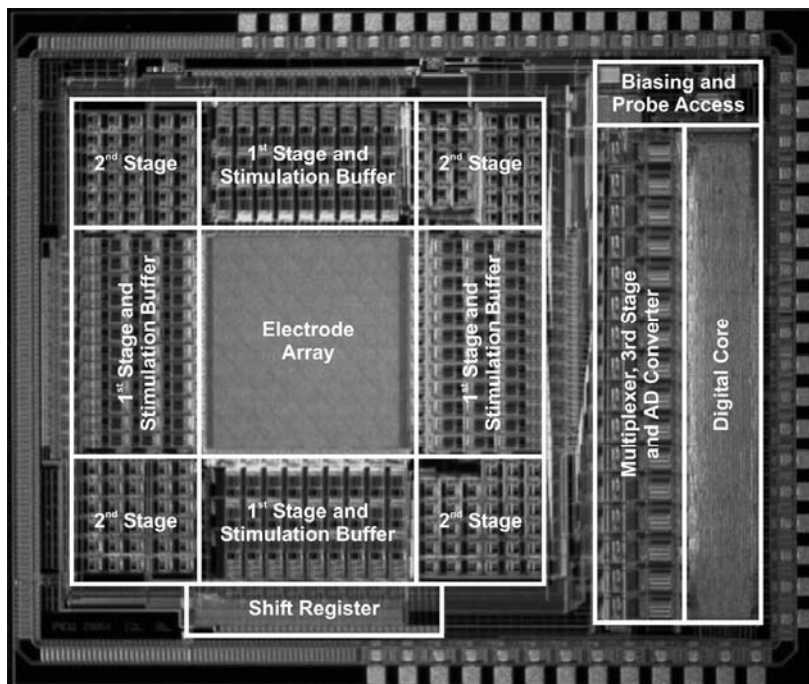 Biasing and
Probe Access
2nd Stage
1st Stage and
Stimulation Buffer
2nd Stage
1st Stage and
Stimulation Buffer
Electrode
Array
1st Stage and
Stimulation Buffer
Multiplexer, 3rd Stage
and AD Converter
Digital Core
2nd Stage
1st Stage and
Stimulation Buffer
2nd Stage
Shift Register